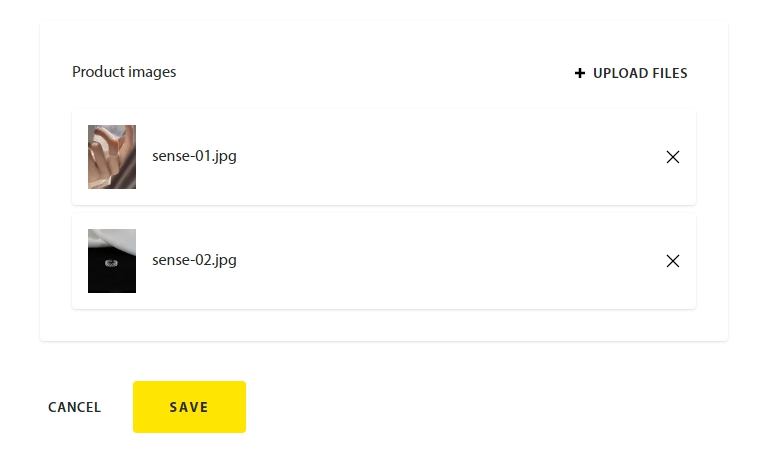 Product images
UPLOAD FILES
sense-01.jpg
sense-02.jpg
CANCEL
SAVE